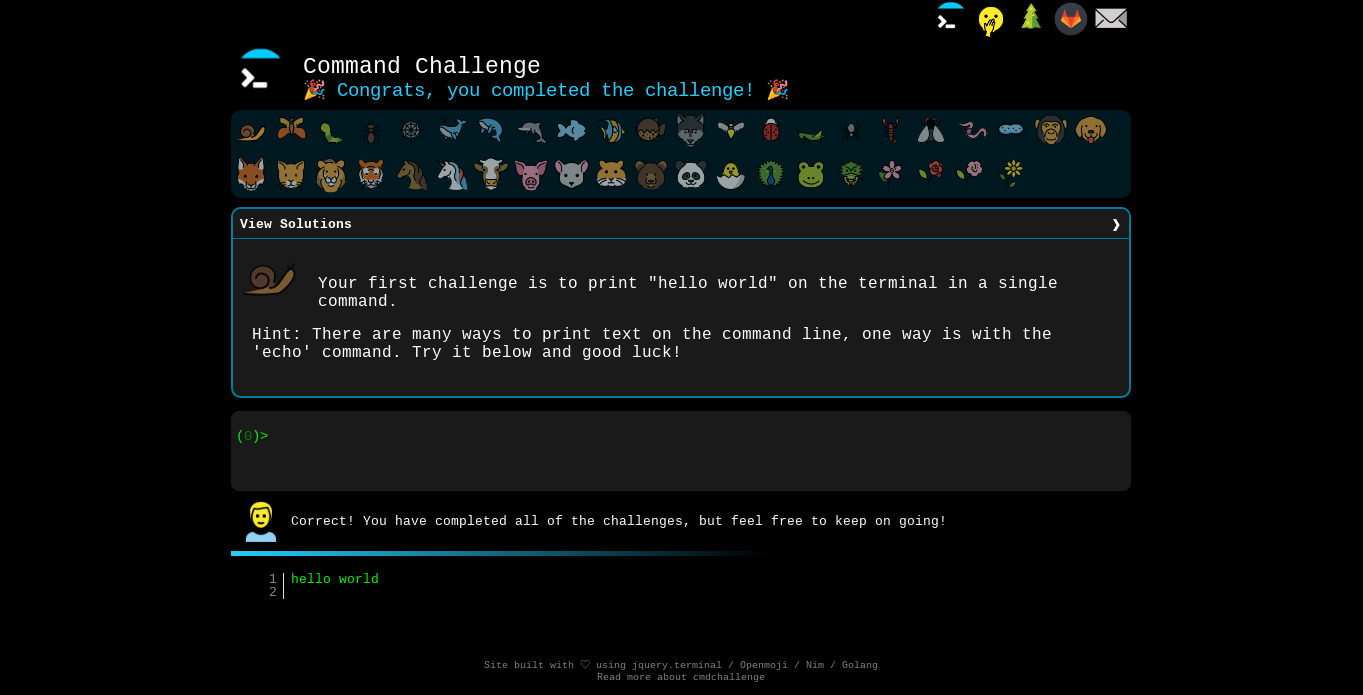 Command Challenge
🎉 Congrats, you completed the challenge! 🎉
View Solutions
Your first challenge is to print "hello world" on the terminal in a single
command.
Hint: There are many ways to print text on the command line, one way is with the
'echo' command. Try it below and good luck!
(0)>
Correct! You have completed all of the challenges, but feel free to keep on going!
1 hello world
2
Site built with ♡ using jquery.terminal / Openmoji / Nim / Golang
Read more about cmdchallenge